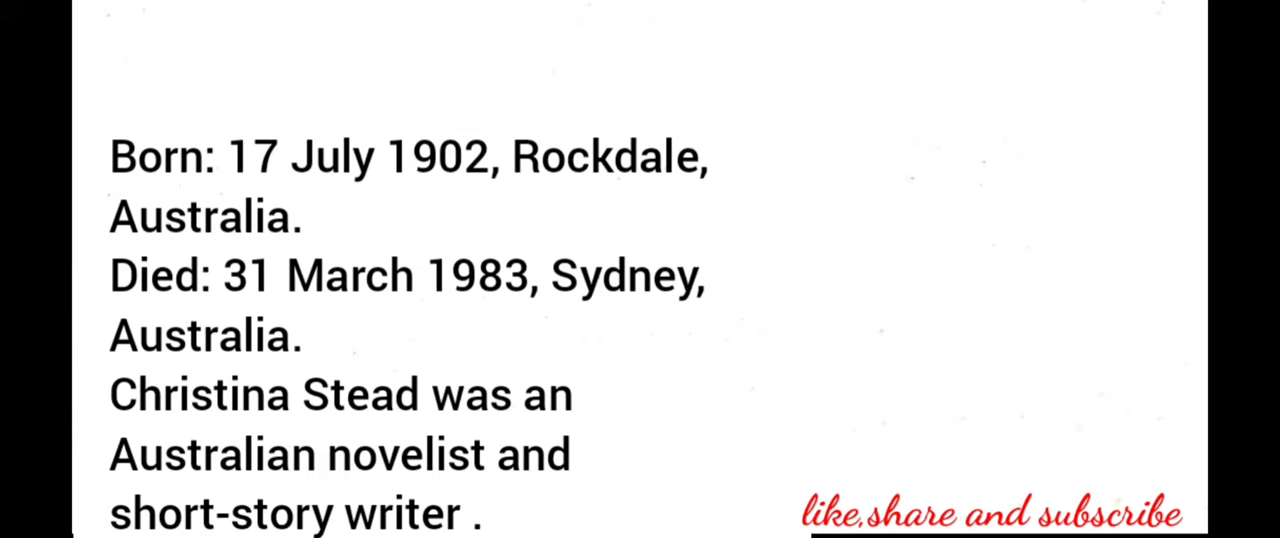 Born: 17 July 1902, Rockdale,
Australia.
Died: 31 March 1983, Sydney,
Australia.
Christina Stead was an
Australian novelist and
short-story writer .
like,share and subscribe